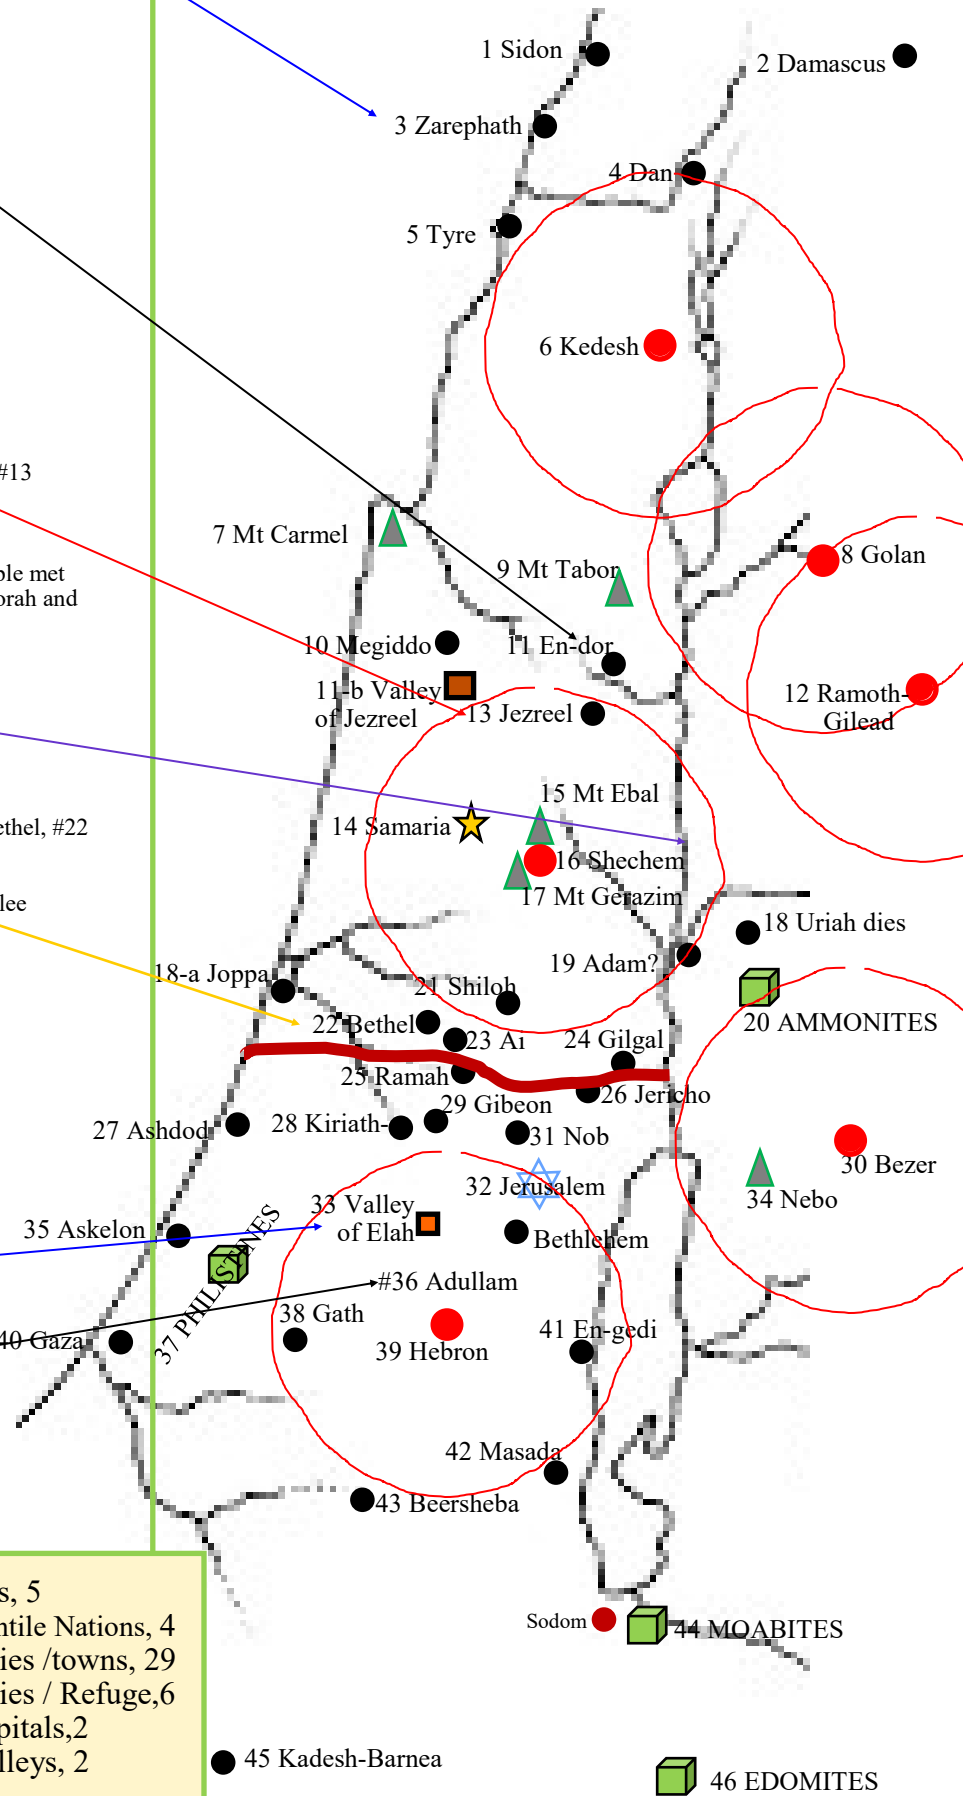 1 Sidon
2 Damascus
3 Zarephath
4 Dan
5 Tyre
6 Kedesh
#13
7 Mt Carmel
8 Golan
ple met
9 Mt Tabor
orah and
10 Megiddo
11 En-dor
11-b Valley
of Jezreel
12 Ramoth-
Gilead
13 Jezreel
15 Mt Ebal
14 Samaria
ethel, #22
16 Shechem
17 Mt Gerazim
lee
18 Uriah dies
19 Adam?
18-a Joppa
21 Shiloh
20 AMMONITES
22 Bethel
23 Ai
24 Gilgal
25 Ramah
26 Jericho
29 Gibeon
27 Ashdod
28 Kiriath-
31 Nob
30 Bezer
32 Jerusalem
34 Nebo
33 Valley
of Elah
35 Askelon
Bethlehem
37 PHILISTINES
#36 Adullam
38 Gath
40 Gaza
39 Hebron
41 En-gedi
42 Masada
43 Beersheba
s, 5
ntile Nations, 4
ies /towns, 29
ies / Refuge,6
pitals,2
lleys, 2
Sodom
44 MOABITES
45 Kadesh-Barnea
46 EDOMITES